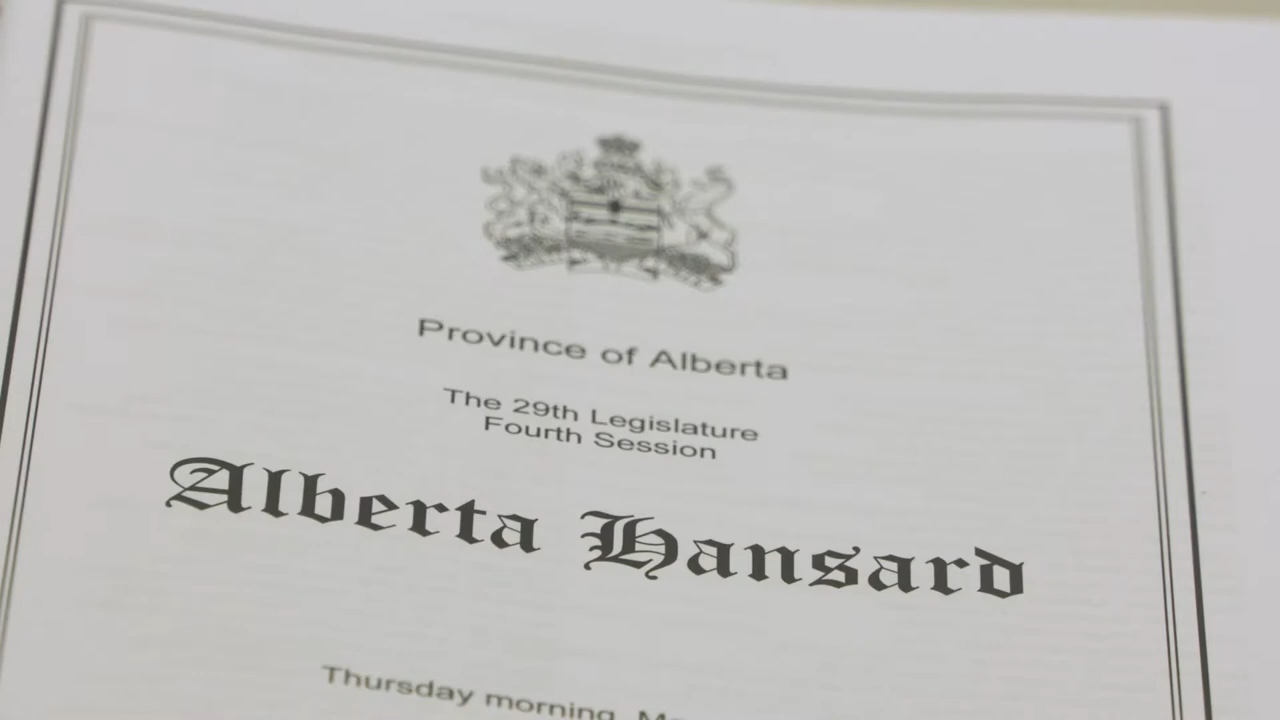 Province of Alberta
The 29th Legislature
Fourth Session
Alberta Hansard
Thursday morning,